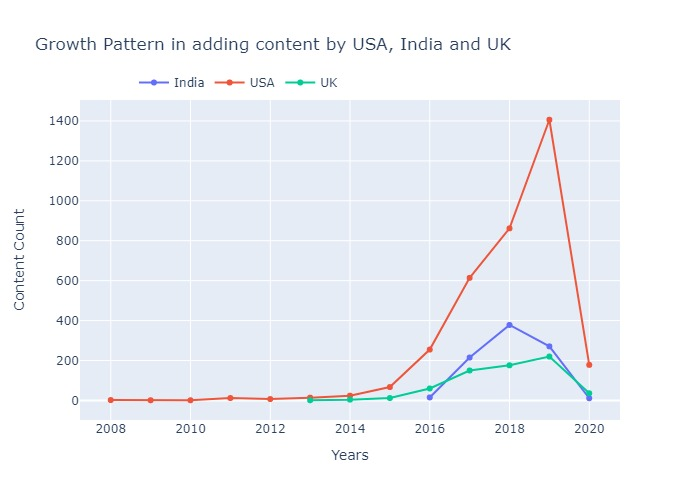 Growth Pattern in adding content by USA, India and UK
India USA UK
1400
1200
1000
800
600
400
200
0
Content Count
2008 2010 2012 2014 2016 2018 2020
Years